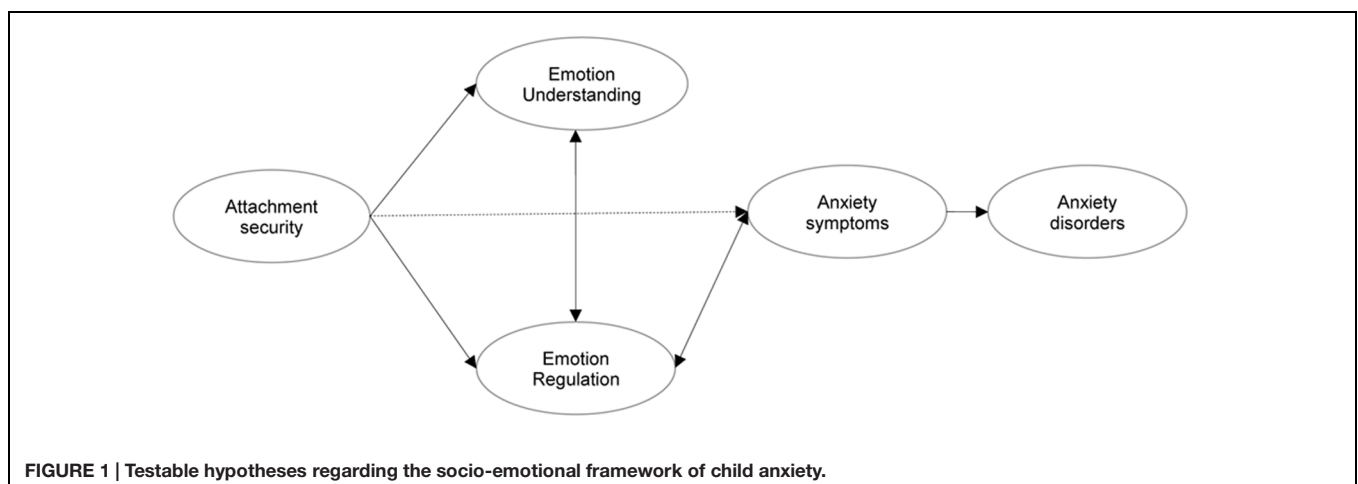 Emotion
Understanding
Attachment
security
Anxiety
symptoms
Anxiety
disorders
Emotion
Regulation
FIGURE 1 | Testable hypotheses regarding the socio-emotional framework of child anxiety.